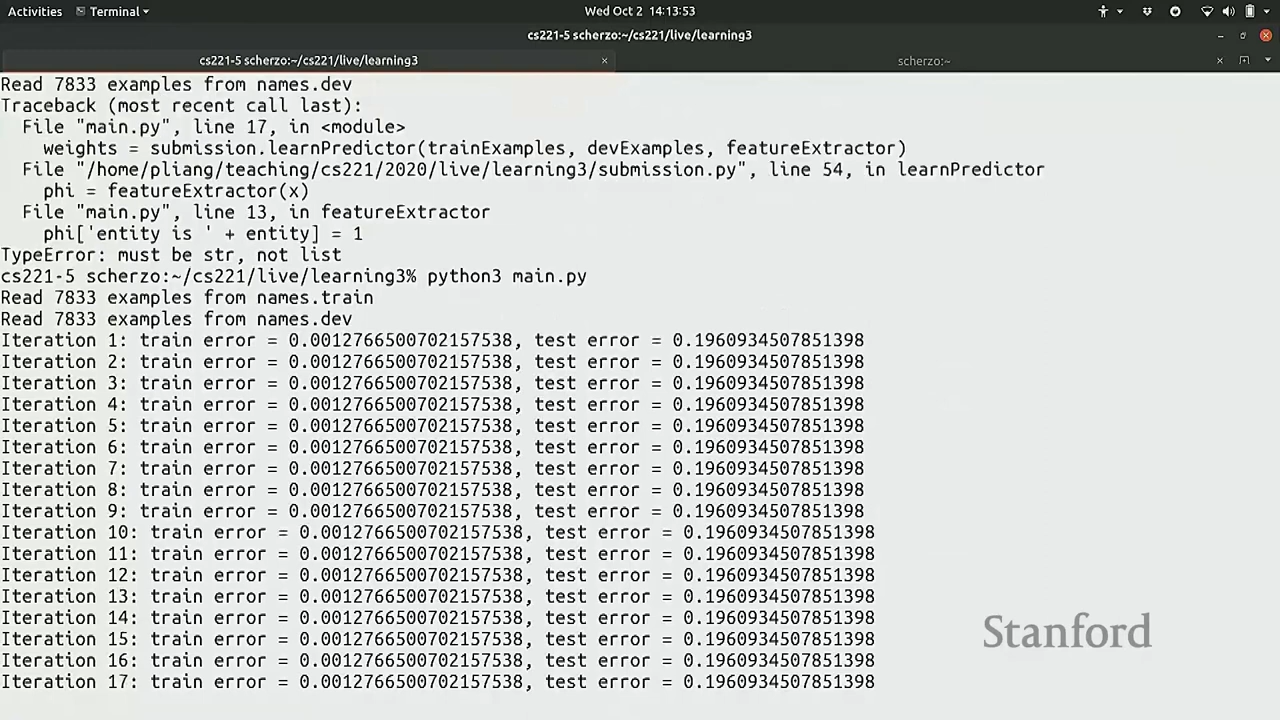 Activities Terminal Wed Oct 2 14:13:53
cs221-5 scherzo:~/cs221/live/learning3
cs221-5 scherzo:~/cs221/live/learning3 × scherzo:~ ×
Read 7833 examples from names.dev
Traceback (most recent call last):
  File "main.py", line 17, in <module>
    weights = submission.learnPredictor(trainExamples, devExamples, featureExtractor)
  File "/home/pliang/teaching/cs221/2020/live/learning3/submission.py", line 54, in learnPredictor
    phi = featureExtractor(x)
  File "main.py", line 13, in featureExtractor
    phi['entity is ' + entity] = 1
TypeError: must be str, not list
cs221-5 scherzo:~/cs221/live/learning3% python3 main.py
Read 7833 examples from names.train
Read 7833 examples from names.dev
Iteration 1: train error = 0.0012766500702157538, test error = 0.1960934507851398
Iteration 2: train error = 0.0012766500702157538, test error = 0.1960934507851398
Iteration 3: train error = 0.0012766500702157538, test error = 0.1960934507851398
Iteration 4: train error = 0.0012766500702157538, test error = 0.1960934507851398
Iteration 5: train error = 0.0012766500702157538, test error = 0.1960934507851398
Iteration 6: train error = 0.0012766500702157538, test error = 0.1960934507851398
Iteration 7: train error = 0.0012766500702157538, test error = 0.1960934507851398
Iteration 8: train error = 0.0012766500702157538, test error = 0.1960934507851398
Iteration 9: train error = 0.0012766500702157538, test error = 0.1960934507851398
Iteration 10: train error = 0.0012766500702157538, test error = 0.1960934507851398
Iteration 11: train error = 0.0012766500702157538, test error = 0.1960934507851398
Iteration 12: train error = 0.0012766500702157538, test error = 0.1960934507851398
Iteration 13: train error = 0.0012766500702157538, test error = 0.1960934507851398
Iteration 14: train error = 0.0012766500702157538, test error = 0.1960934507851398
Iteration 15: train error = 0.0012766500702157538, test error = 0.1960934507851398
Iteration 16: train error = 0.0012766500702157538, test error = 0.1960934507851398
Iteration 17: train error = 0.0012766500702157538, test error = 0.1960934507851398
Stanford